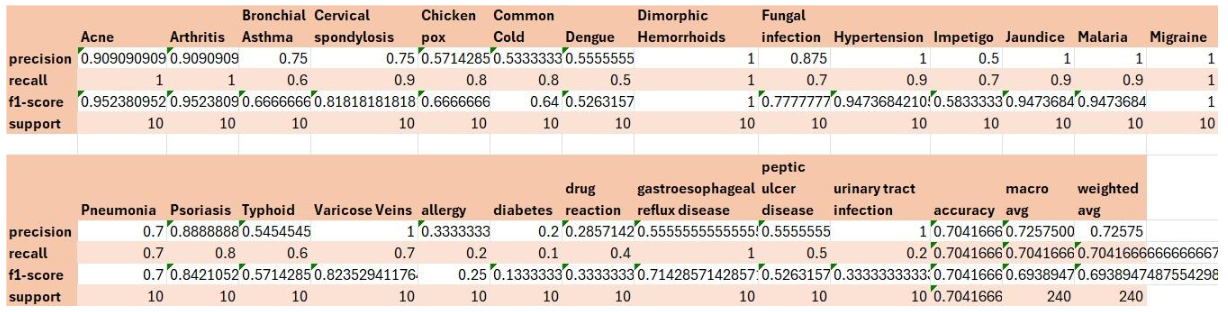 Bronchial Cervical Chicken Common Dimorphic Fungal
Acne Arthritis Asthma spondylosis pox Cold Dengue Hemorrhoids infection Hypertension Impetigo Jaundice Malaria Migraine
precision 0.909090909 0.9090909 0.75 0.75 0.5714285 0.5333333 0.5555555 1 0.875 1 0.5 1 1 1
recall 1 1 0.6 0.9 0.8 0.8 0.5 1 0.7 0.9 0.7 0.9 0.9 1
f1-score 0.952380952 0.9523809 0.6666666 0.81818181818 0.6666666 0.64 0.5263157 1 0.7777777 0.9473684210 0.5833333 0.9473684 0.9473684 1
support 10 10 10 10 10 10 10 10 10 10 10 10 10 10
peptic
drug gastroesophageal ulcer urinary tract macro weighted
Pneumonia Psoriasis Typhoid Varicose Veins allergy diabetes reaction reflux disease disease infection accuracy avg avg
precision 0.7 0.8888888 0.5454545 1 0.3333333 0.2 0.2857142 0.555555555555555 0.5555555 1 0.7041666 0.7257500 0.72575
recall 0.7 0.8 0.6 0.7 0.2 0.1 0.4 1 0.5 0.2 0.7041666 0.7041666 0.7041666666666667
f1-score 0.7 0.8421052 0.5714285 0.82352941176 0.25 0.1333333 0.3333333 0.7142857142857 0.5263157 0.3333333333 0.7041666 0.6938947 0.6938947487554298
support 10 10 10 10 10 10 10 10 10 10 0.7041666 240 240